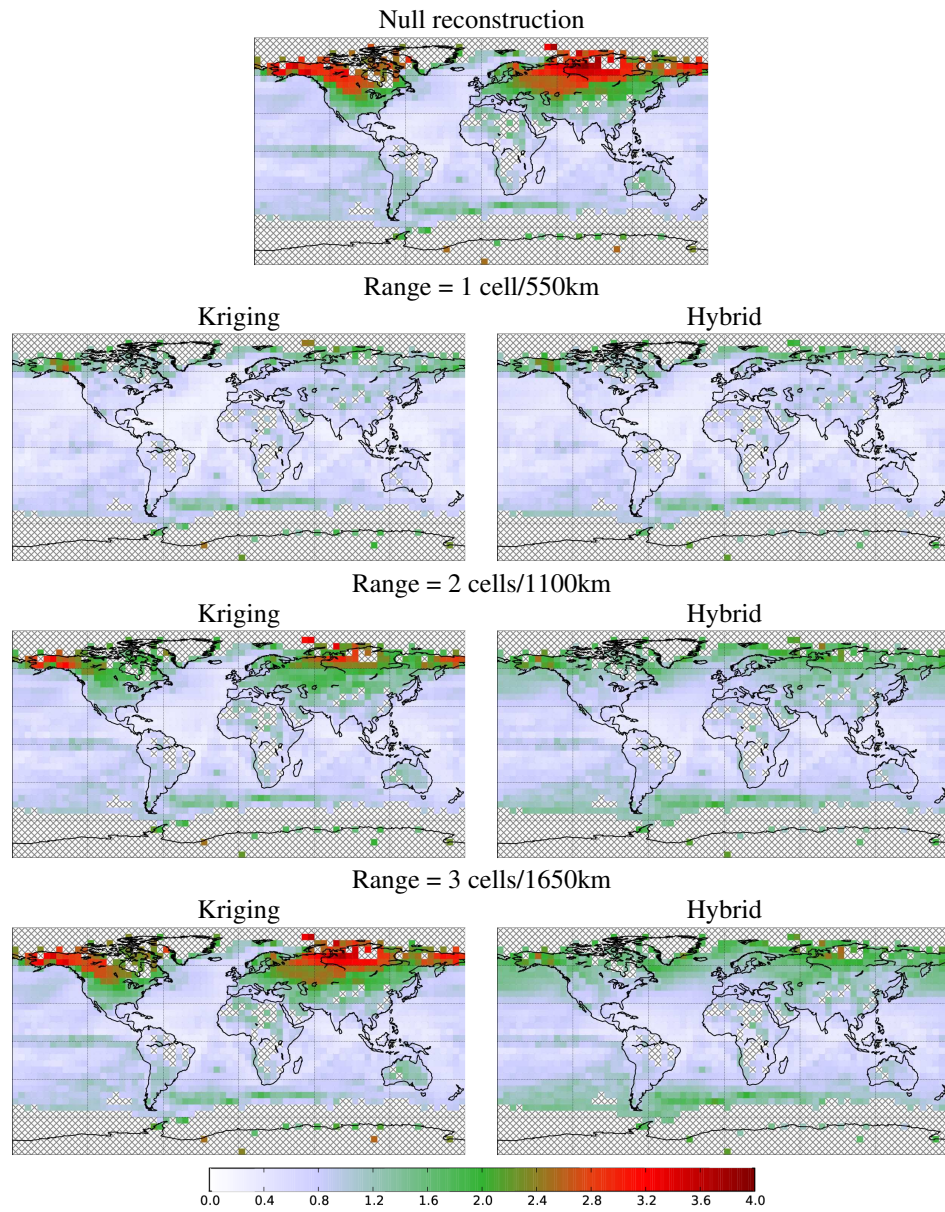 Null reconstruction
Range = 1 cell/550km
Kriging Hybrid
Range = 2 cells/1100km
Kriging Hybrid
Range = 3 cells/1650km
Kriging Hybrid
0.0 0.4 0.8 1.2 1.6 2.0 2.4 2.8 3.2 3.6 4.0